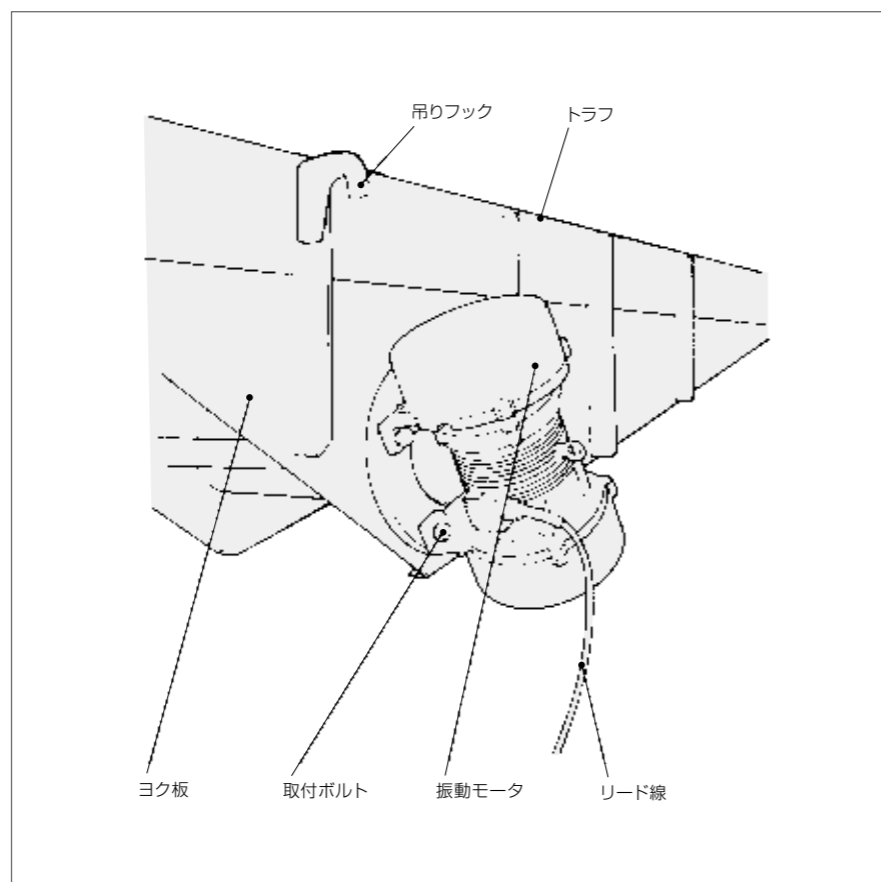 吊りフック
トラフ
ヨク板
取付ボルト
振動モータ
リード線